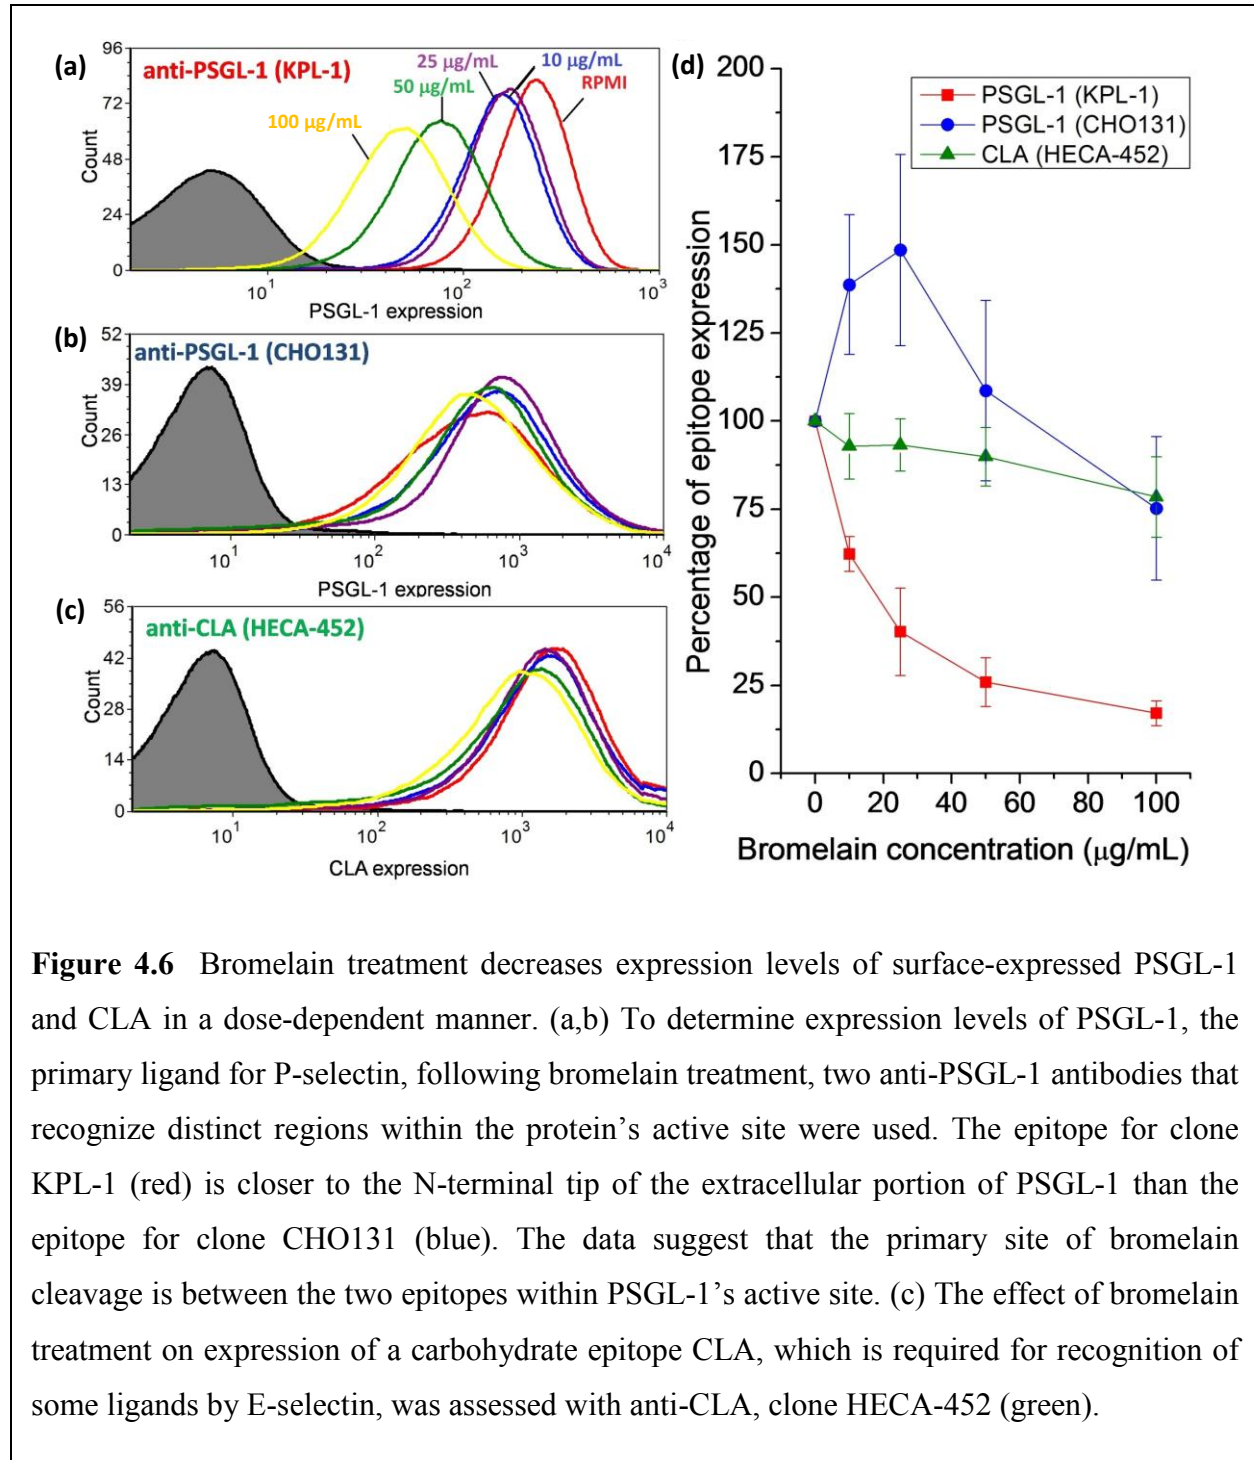 (a)
anti-PSGL-1 (KPL-1)
25 µg/mL
10 µg/mL
50 µg/mL
RPMI
100 µg/mL
96
72
48
24
0
Count
10¹
10²
10³
PSGL-1 expression
(b)
anti-PSGL-1 (CHO131)
52
39
26
13
0
Count
10¹
10²
10³
10⁴
PSGL-1 expression
(c)
anti-CLA (HECA-452)
56
42
28
14
0
Count
10¹
10²
10³
10⁴
CLA expression
(d)
PSGL-1 (KPL-1)
PSGL-1 (CHO131)
CLA (HECA-452)
200
175
150
125
100
75
50
25
0
Percentage of epitope expression
0
20
40
60
80
100
Bromelain concentration (µg/mL)
Figure 4.6 Bromelain treatment decreases expression levels of surface-expressed PSGL-1
and CLA in a dose-dependent manner. (a,b) To determine expression levels of PSGL-1, the
primary ligand for P-selectin, following bromelain treatment, two anti-PSGL-1 antibodies that
recognize distinct regions within the protein’s active site were used. The epitope for clone
KPL-1 (red) is closer to the N-terminal tip of the extracellular portion of PSGL-1 than the
epitope for clone CHO131 (blue). The data suggest that the primary site of bromelain
cleavage is between the two epitopes within PSGL-1’s active site. (c) The effect of bromelain
treatment on expression of a carbohydrate epitope CLA, which is required for recognition of
some ligands by E-selectin, was assessed with anti-CLA, clone HECA-452 (green).